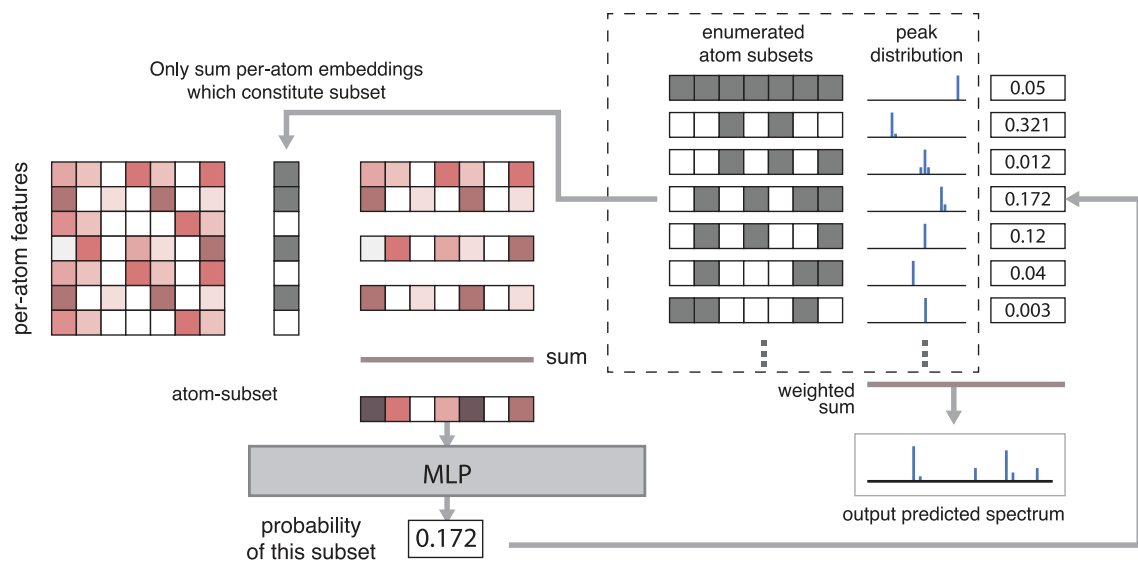 enumerated
atom subsets
peak
distribution
Only sum per-atom embeddings
which constitute subset
0.05
0.321
0.012
0.172
0.12
0.04
0.003
per-atom features
sum
atom-subset
weighted
sum
MLP
output predicted spectrum
probability
of this subset
0.172